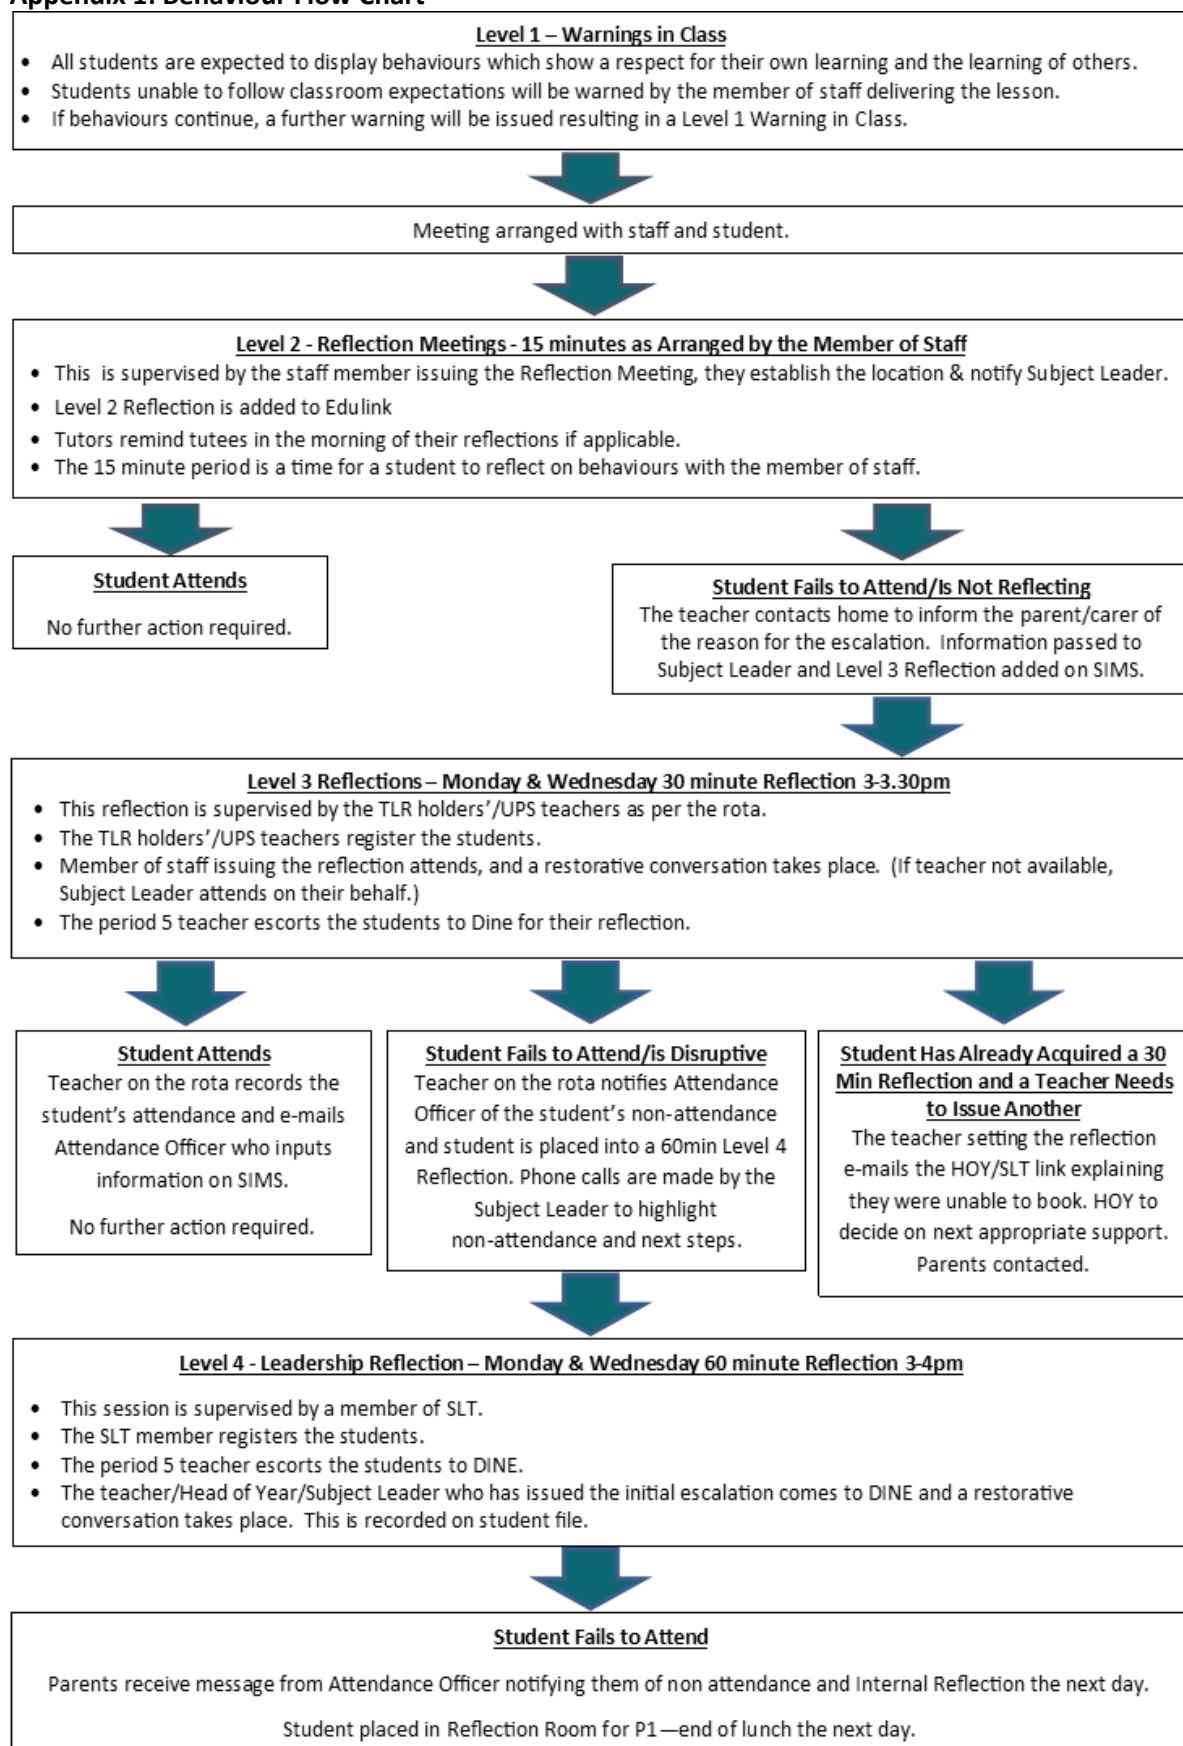 Appendix 1: Behaviour Flow Chart
Level 1 – Warnings in Class
• All students are expected to display behaviours which show a respect for their own learning and the learning of others.
• Students unable to follow classroom expectations will be warned by the member of staff delivering the lesson.
• If behaviours continue, a further warning will be issued resulting in a Level 1 Warning in Class.
Meeting arranged with staff and student.
Level 2 - Reflection Meetings - 15 minutes as Arranged by the Member of Staff
• This is supervised by the staff member issuing the Reflection Meeting, they establish the location & notify Subject Leader.
• Level 2 Reflection is added to Edulink
• Tutors remind tutees in the morning of their reflections if applicable.
• The 15 minute period is a time for a student to reflect on behaviours with the member of staff.
Student Attends
No further action required.
Student Fails to Attend/Is Not Reflecting
The teacher contacts home to inform the parent/carer of
the reason for the escalation. Information passed to
Subject Leader and Level 3 Reflection added on SIMS.
Level 3 Reflections – Monday & Wednesday 30 minute Reflection 3-3.30pm
• This reflection is supervised by the TLR holders'/UPS teachers as per the rota.
• The TLR holders'/UPS teachers register the students.
• Member of staff issuing the reflection attends, and a restorative conversation takes place. (If teacher not available,
Subject Leader attends on their behalf.)
• The period 5 teacher escorts the students to Dine for their reflection.
Student Attends
Teacher on the rota records the
student's attendance and e-mails
Attendance Officer who inputs
information on SIMS.
No further action required.
Student Fails to Attend/is Disruptive
Teacher on the rota notifies Attendance
Officer of the student's non-attendance
and student is placed into a 60min Level 4
Reflection. Phone calls are made by the
Subject Leader to highlight
non-attendance and next steps.
Student Has Already Acquired a 30
Min Reflection and a Teacher Needs
to Issue Another
The teacher setting the reflection
e-mails the HOY/SLT link explaining
they were unable to book. HOY to
decide on next appropriate support.
Parents contacted.
Level 4 - Leadership Reflection – Monday & Wednesday 60 minute Reflection 3-4pm
• This session is supervised by a member of SLT.
• The SLT member registers the students.
• The period 5 teacher escorts the students to DINE.
• The teacher/Head of Year/Subject Leader who has issued the initial escalation comes to DINE and a restorative
conversation takes place. This is recorded on student file.
Student Fails to Attend
Parents receive message from Attendance Officer notifying them of non attendance and Internal Reflection the next day.
Student placed in Reflection Room for P1—end of lunch the next day.